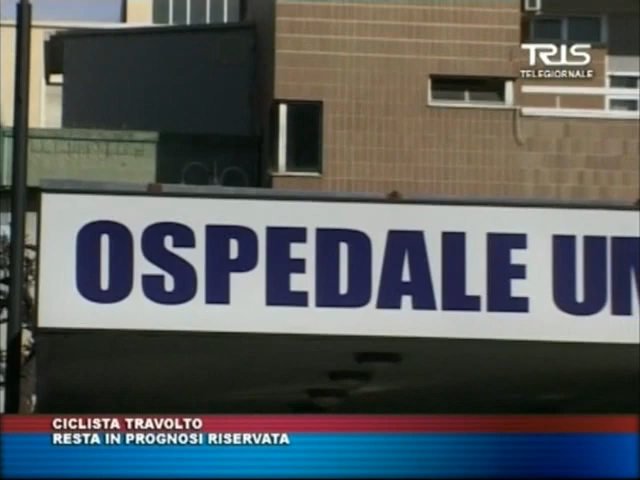 TRIS
TELEGIORNALE
OSPEDALE UN
CICLISTA TRAVOLTO
RESTA IN PROGNOSI RISERVATA